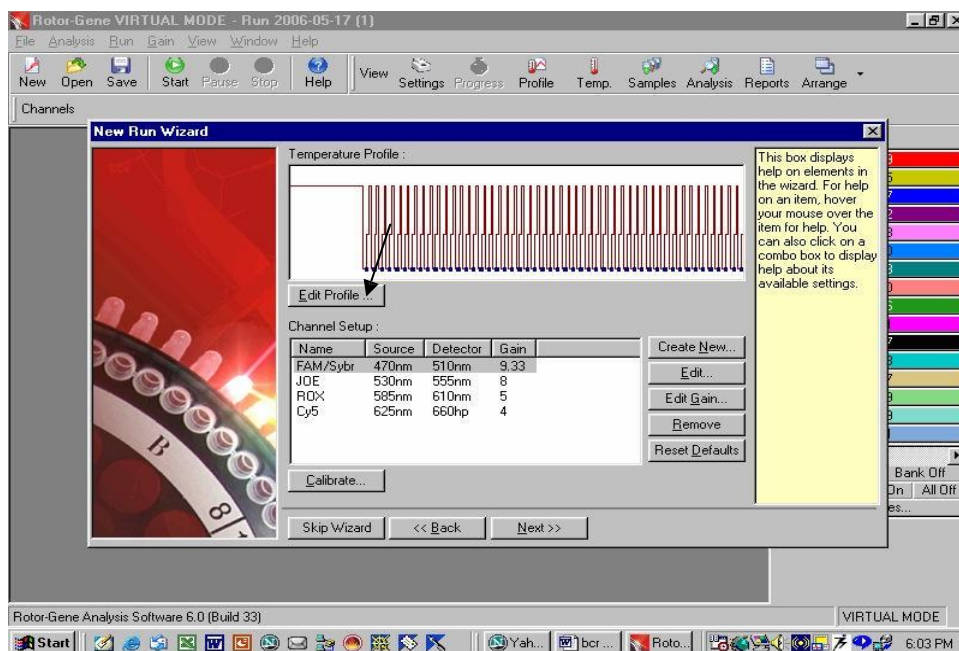 Rotor-Gene VIRTUAL MODE - Run 2006-05-17 (1)
File Analysis Run Gain View Window Help
New Open Save Start Pause Stop Help View Settings Progress Profile Temp. Samples Analysis Reports Arrange
Channels
New Run Wizard
Temperature Profile :
This box displays
help on elements in
the wizard. For help
on an item, hover
your mouse over the
item for help. You
can also click on a
combo box to display
help about its
available settings.
Edit Profile ...
Channel Setup :
Name Source Detector Gain
FAM/Sybr 470nm 510nm 9.33
JOE 530nm 555nm 8
ROX 585nm 610nm 5
Cy5 625nm 660hp 4
Create New...
Edit...
Edit Gain...
Remove
Reset Defaults
Calibrate...
Skip Wizard << Back Next >>
B
8
Bank Off
On All Off
es...
Rotor-Gene Analysis Software 6.0 (Build 33) VIRTUAL MODE
Start Yah... bcr ... Roto... 6:03 PM